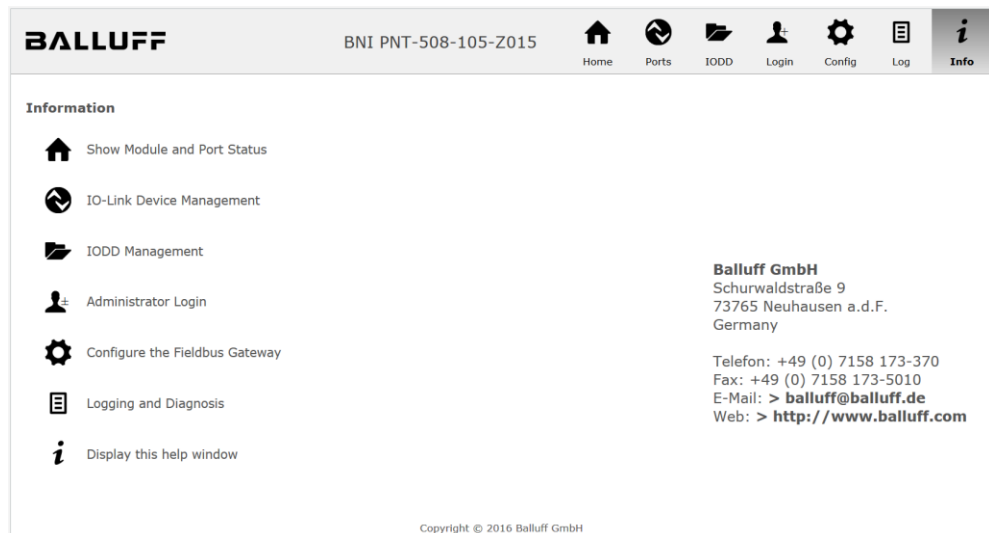 BALLUFF
BNI PNT-508-105-Z015
Home Ports IODD Login Config Log Info
Information
Show Module and Port Status
IO-Link Device Management
IODD Management
Administrator Login
Configure the Fieldbus Gateway
Logging and Diagnosis
Display this help window
Balluff GmbH
Schurwaldstraße 9
73765 Neuhausen a.d.F.
Germany
Telefon: +49 (0) 7158 173-370
Fax: +49 (0) 7158 173-5010
E-Mail: > balluff@balluff.de
Web: > http://www.balluff.com
Copyright © 2016 Balluff GmbH